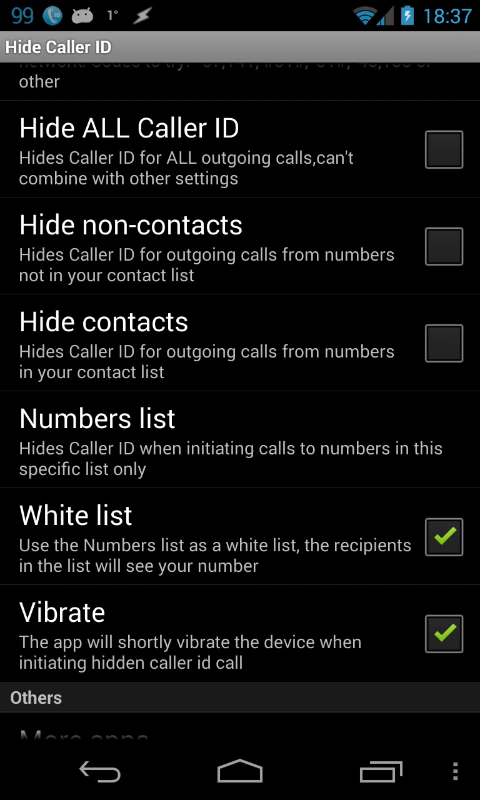 99 1° 18:37
Hide Caller ID
other
Hide ALL Caller ID
Hides Caller ID for ALL outgoing calls,can't
combine with other settings
Hide non-contacts
Hides Caller ID for outgoing calls from numbers
not in your contact list
Hide contacts
Hides Caller ID for outgoing calls from numbers
in your contact list
Numbers list
Hides Caller ID when initiating calls to numbers in this
specific list only
White list
Use the Numbers list as a white list, the recipients
in the list will see your number
Vibrate
The app will shortly vibrate the device when
initiating hidden caller id call
Others
More apps